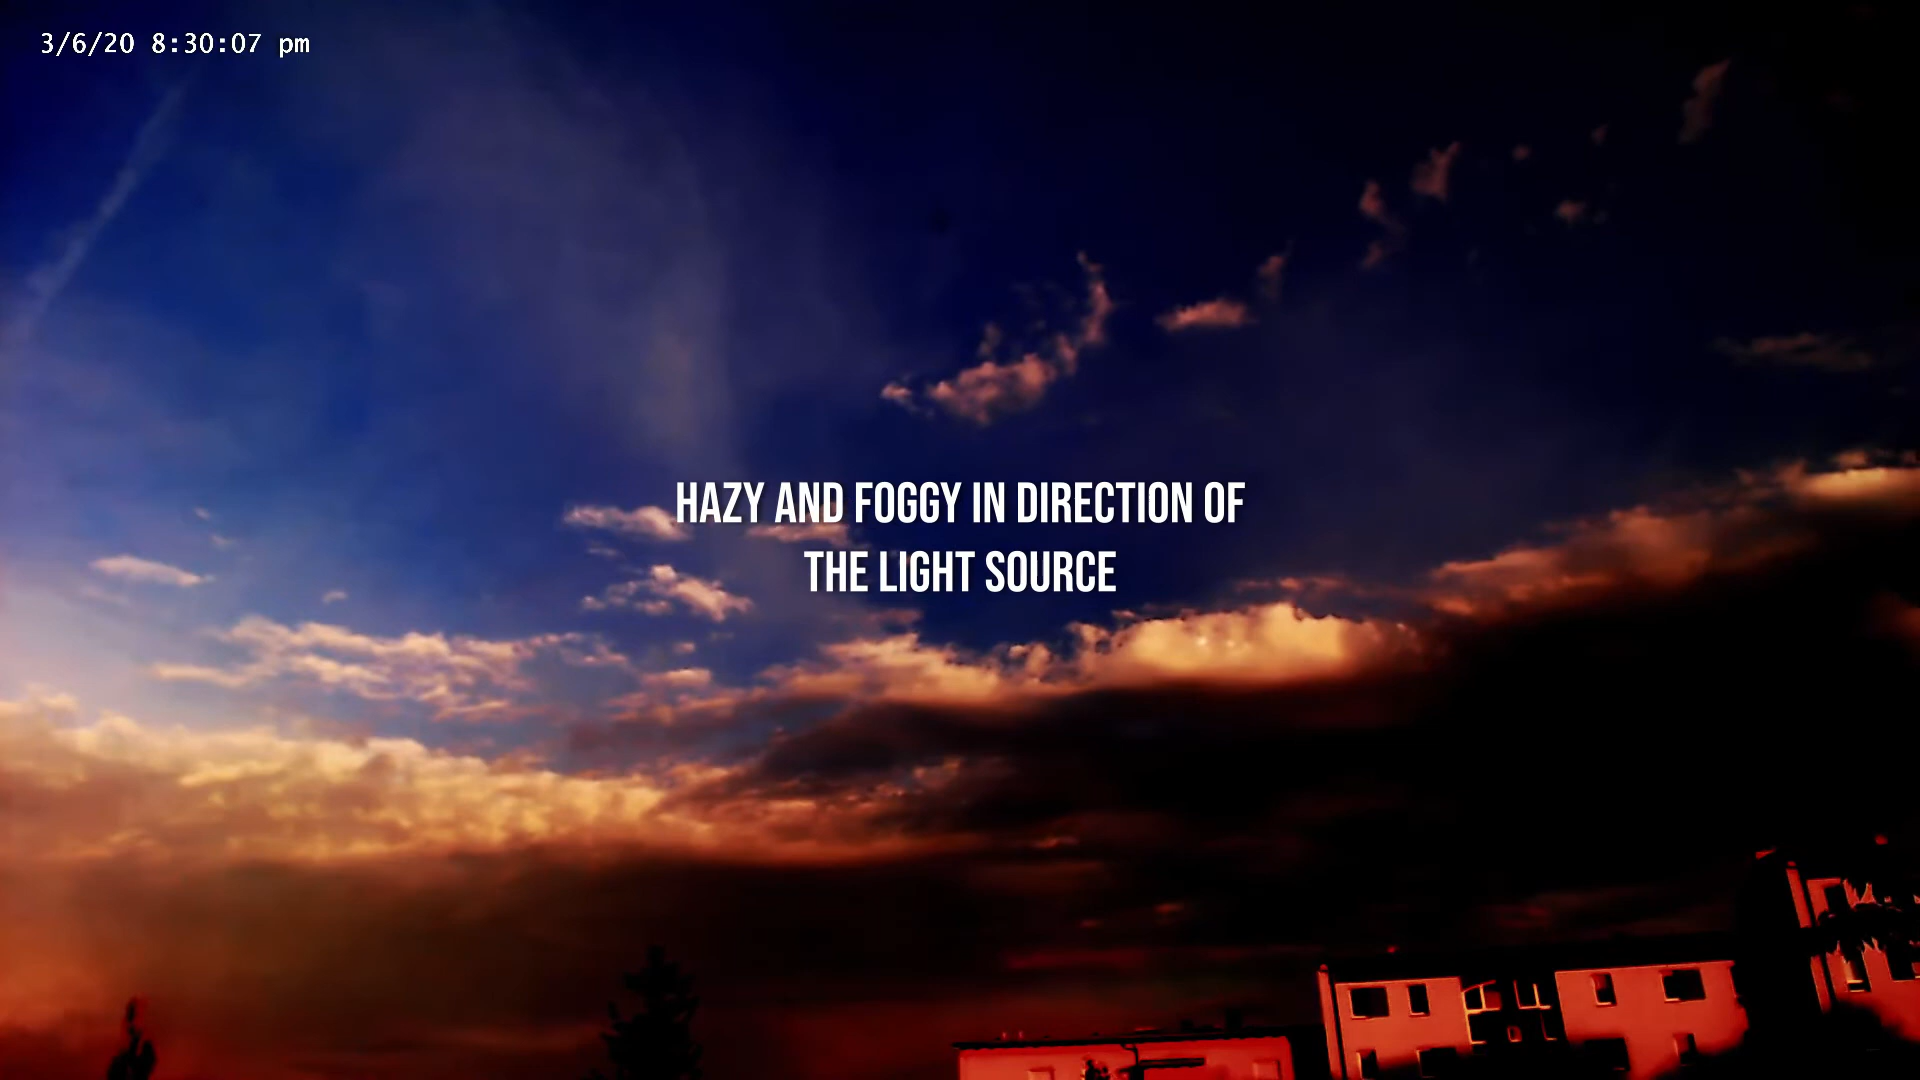 3/6/20 8:30:07 pm
HAZY AND FOGGY IN DIRECTION OF
THE LIGHT SOURCE